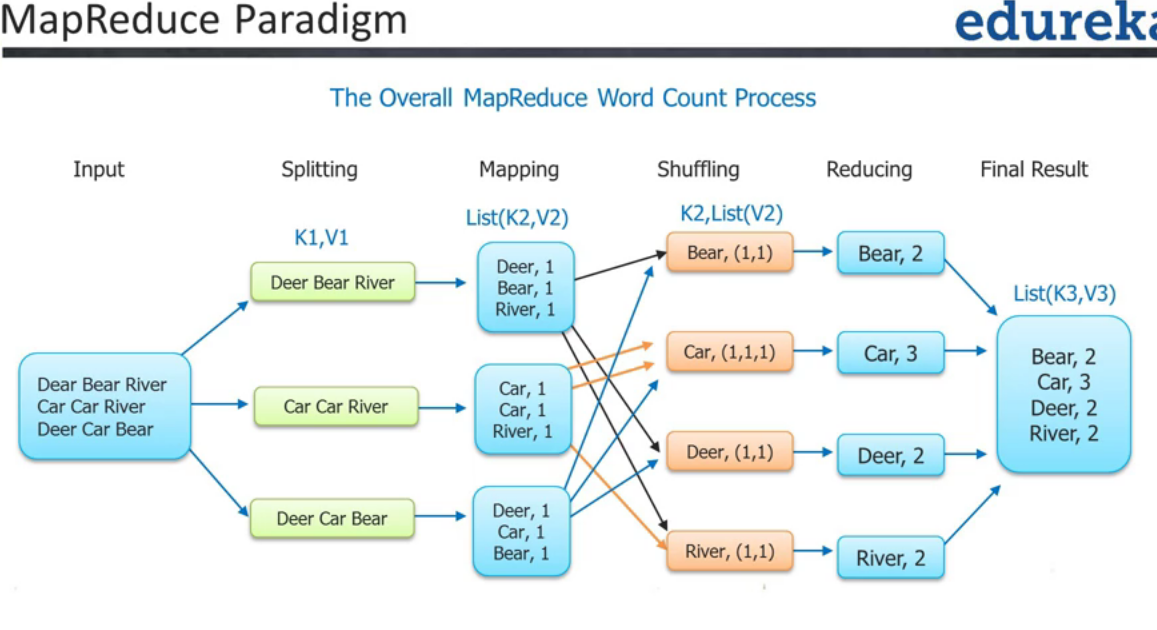 MapReduce Paradigm
edureka
The Overall MapReduce Word Count Process
Input
Splitting
Mapping
Shuffling
Reducing
Final Result
Dear Bear River
Car Car River
Deer Car Bear
K1,V1
Deer Bear River
Car Car River
Deer Car Bear
List(K2,V2)
Deer, 1
Bear, 1
River, 1
Car, 1
Car, 1
River, 1
Deer, 1
Car, 1
Bear, 1
K2,List(V2)
Bear, (1,1)
Car, (1,1,1)
Deer, (1,1)
River, (1,1)
Bear, 2
Car, 3
Deer, 2
River, 2
List(K3,V3)
Bear, 2
Car, 3
Deer, 2
River, 2